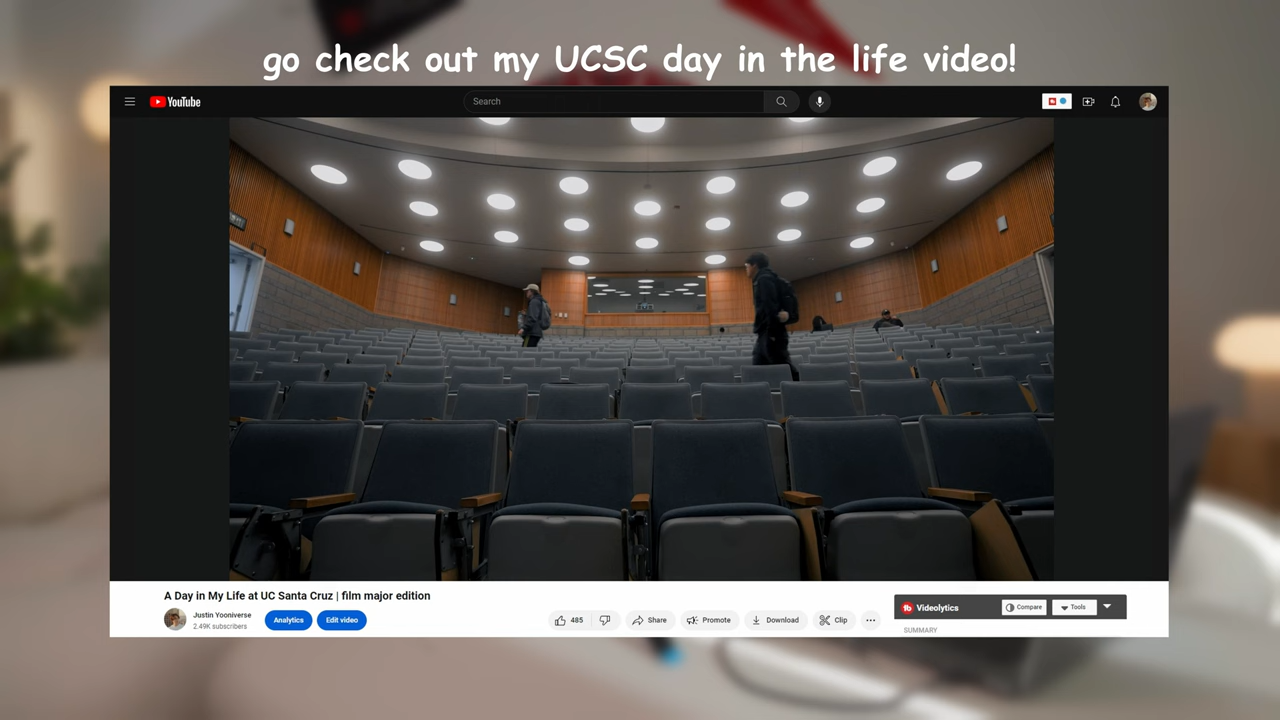 go check out my UCSC day in the life video!
YouTube
Search
A Day in My Life at UC Santa Cruz | film major edition
Justin Yooniverse
2.49K subscribers
Analytics
Edit video
485
Share
Promote
Download
Clip
Videolytics
Compare
Tools
SUMMARY